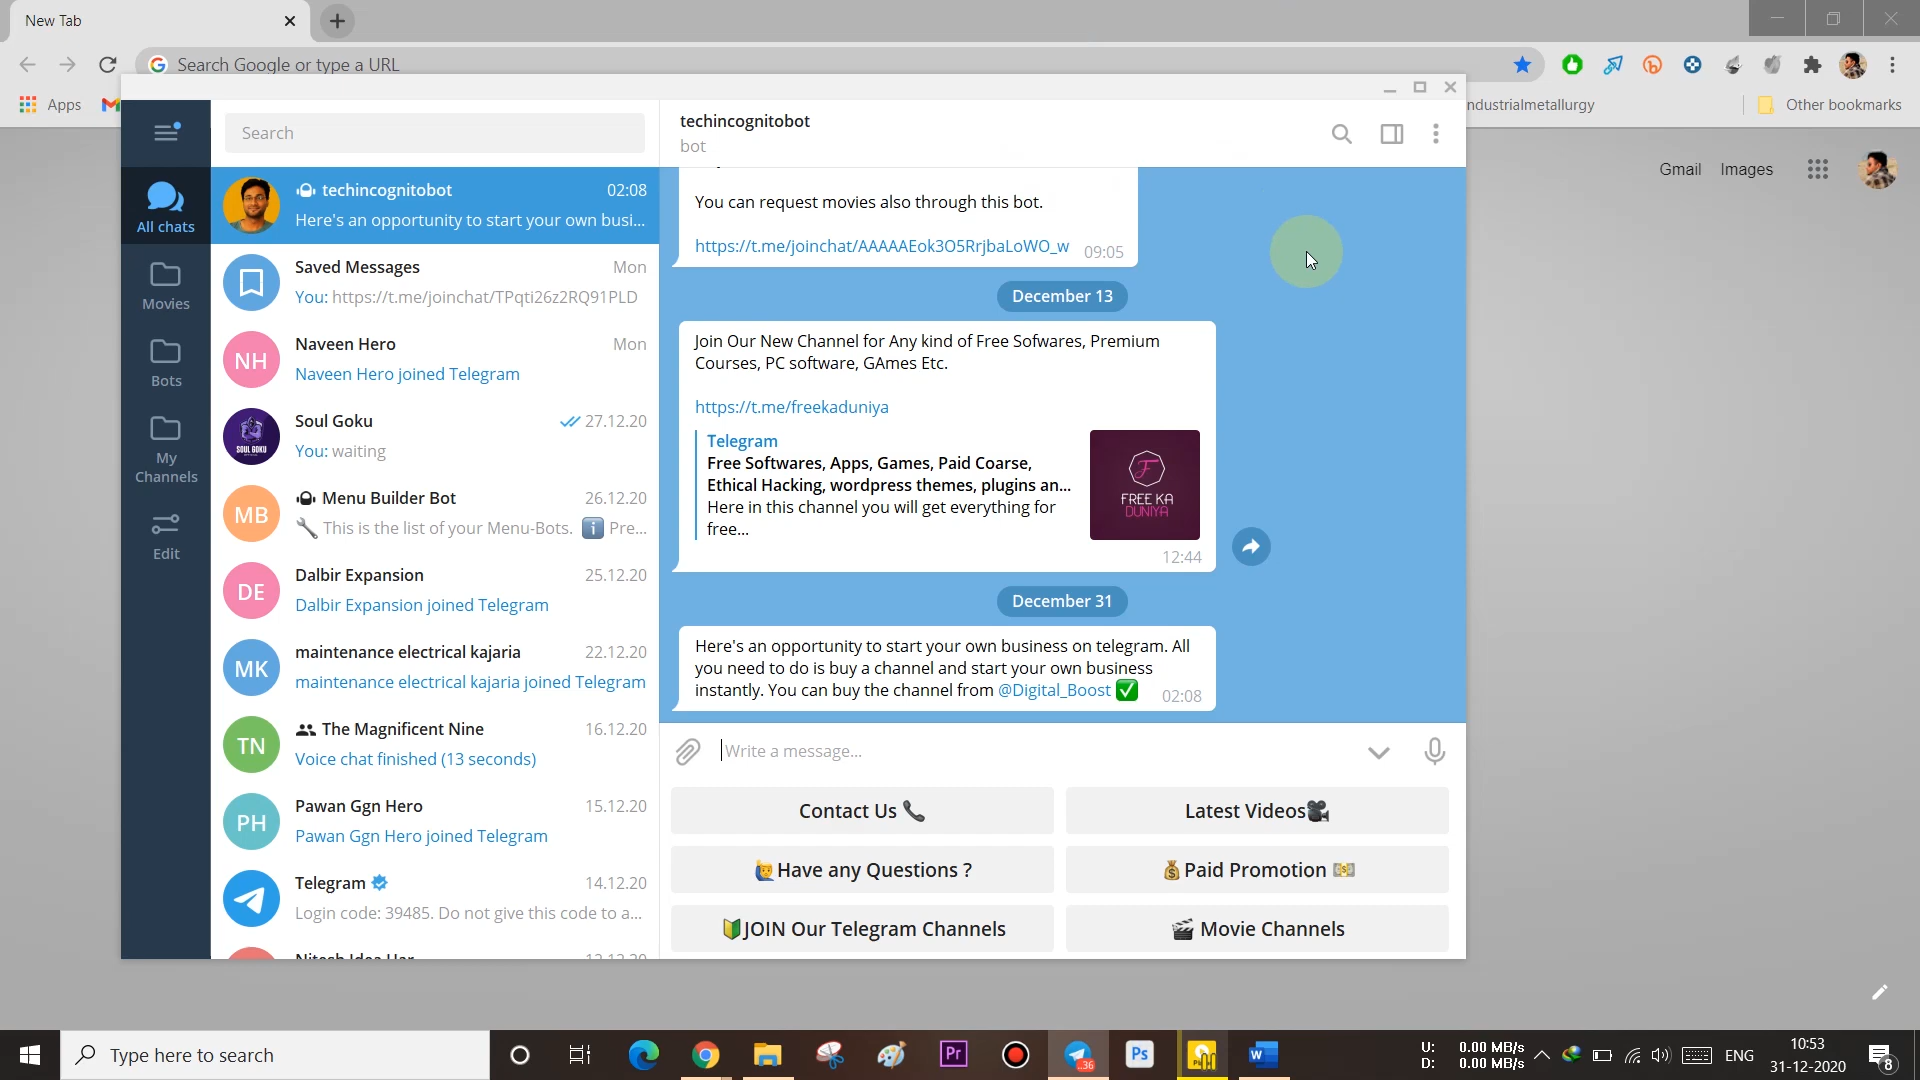 New Tab
Search Google or type a URL
Apps
ndustrialmetallurgy
Other bookmarks
Gmail
Images
Search
All chats
Movies
Bots
My
Channels
Edit
techincognitobot 02:08
Here's an opportunity to start your own busi...
Saved Messages Mon
You: https://t.me/joinchat/TPqti26z2RQ91PLD
NH
Naveen Hero Mon
Naveen Hero joined Telegram
SOUL GOKU
Soul Goku 27.12.20
You: waiting
MB
Menu Builder Bot 26.12.20
This is the list of your Menu-Bots. Pre...
DE
Dalbir Expansion 25.12.20
Dalbir Expansion joined Telegram
MK
maintenance electrical kajaria 22.12.20
maintenance electrical kajaria joined Telegram
TN
The Magnificent Nine 16.12.20
Voice chat finished (13 seconds)
PH
Pawan Ggn Hero 15.12.20
Pawan Ggn Hero joined Telegram
Telegram 14.12.20
Login code: 39485. Do not give this code to a...
techincognitobot
bot
You can request movies also through this bot.
https://t.me/joinchat/AAAAAEok3O5RrjbaLoWO_w 09:05
December 13
Join Our New Channel for Any kind of Free Sofwares, Premium
Courses, PC software, GAmes Etc.
https://t.me/freekaduniya
Telegram
Free Softwares, Apps, Games, Paid Coarse,
Ethical Hacking, wordpress themes, plugins an...
Here in this channel you will get everything for
free...
F
FREE KA
DUNIYA
12:44
December 31
Here's an opportunity to start your own business on telegram. All
you need to do is buy a channel and start your own business
instantly. You can buy the channel from @Digital_Boost ✅ 02:08
Write a message...
Contact Us 📞
Latest Videos🎥
🙋Have any Questions ?
💰Paid Promotion 💵
🔰JOIN Our Telegram Channels
🎬 Movie Channels
Type here to search
Pr
..36
Ps
U: 0.00 MB/s
D: 0.00 MB/s
ENG
10:53
31-12-2020
8